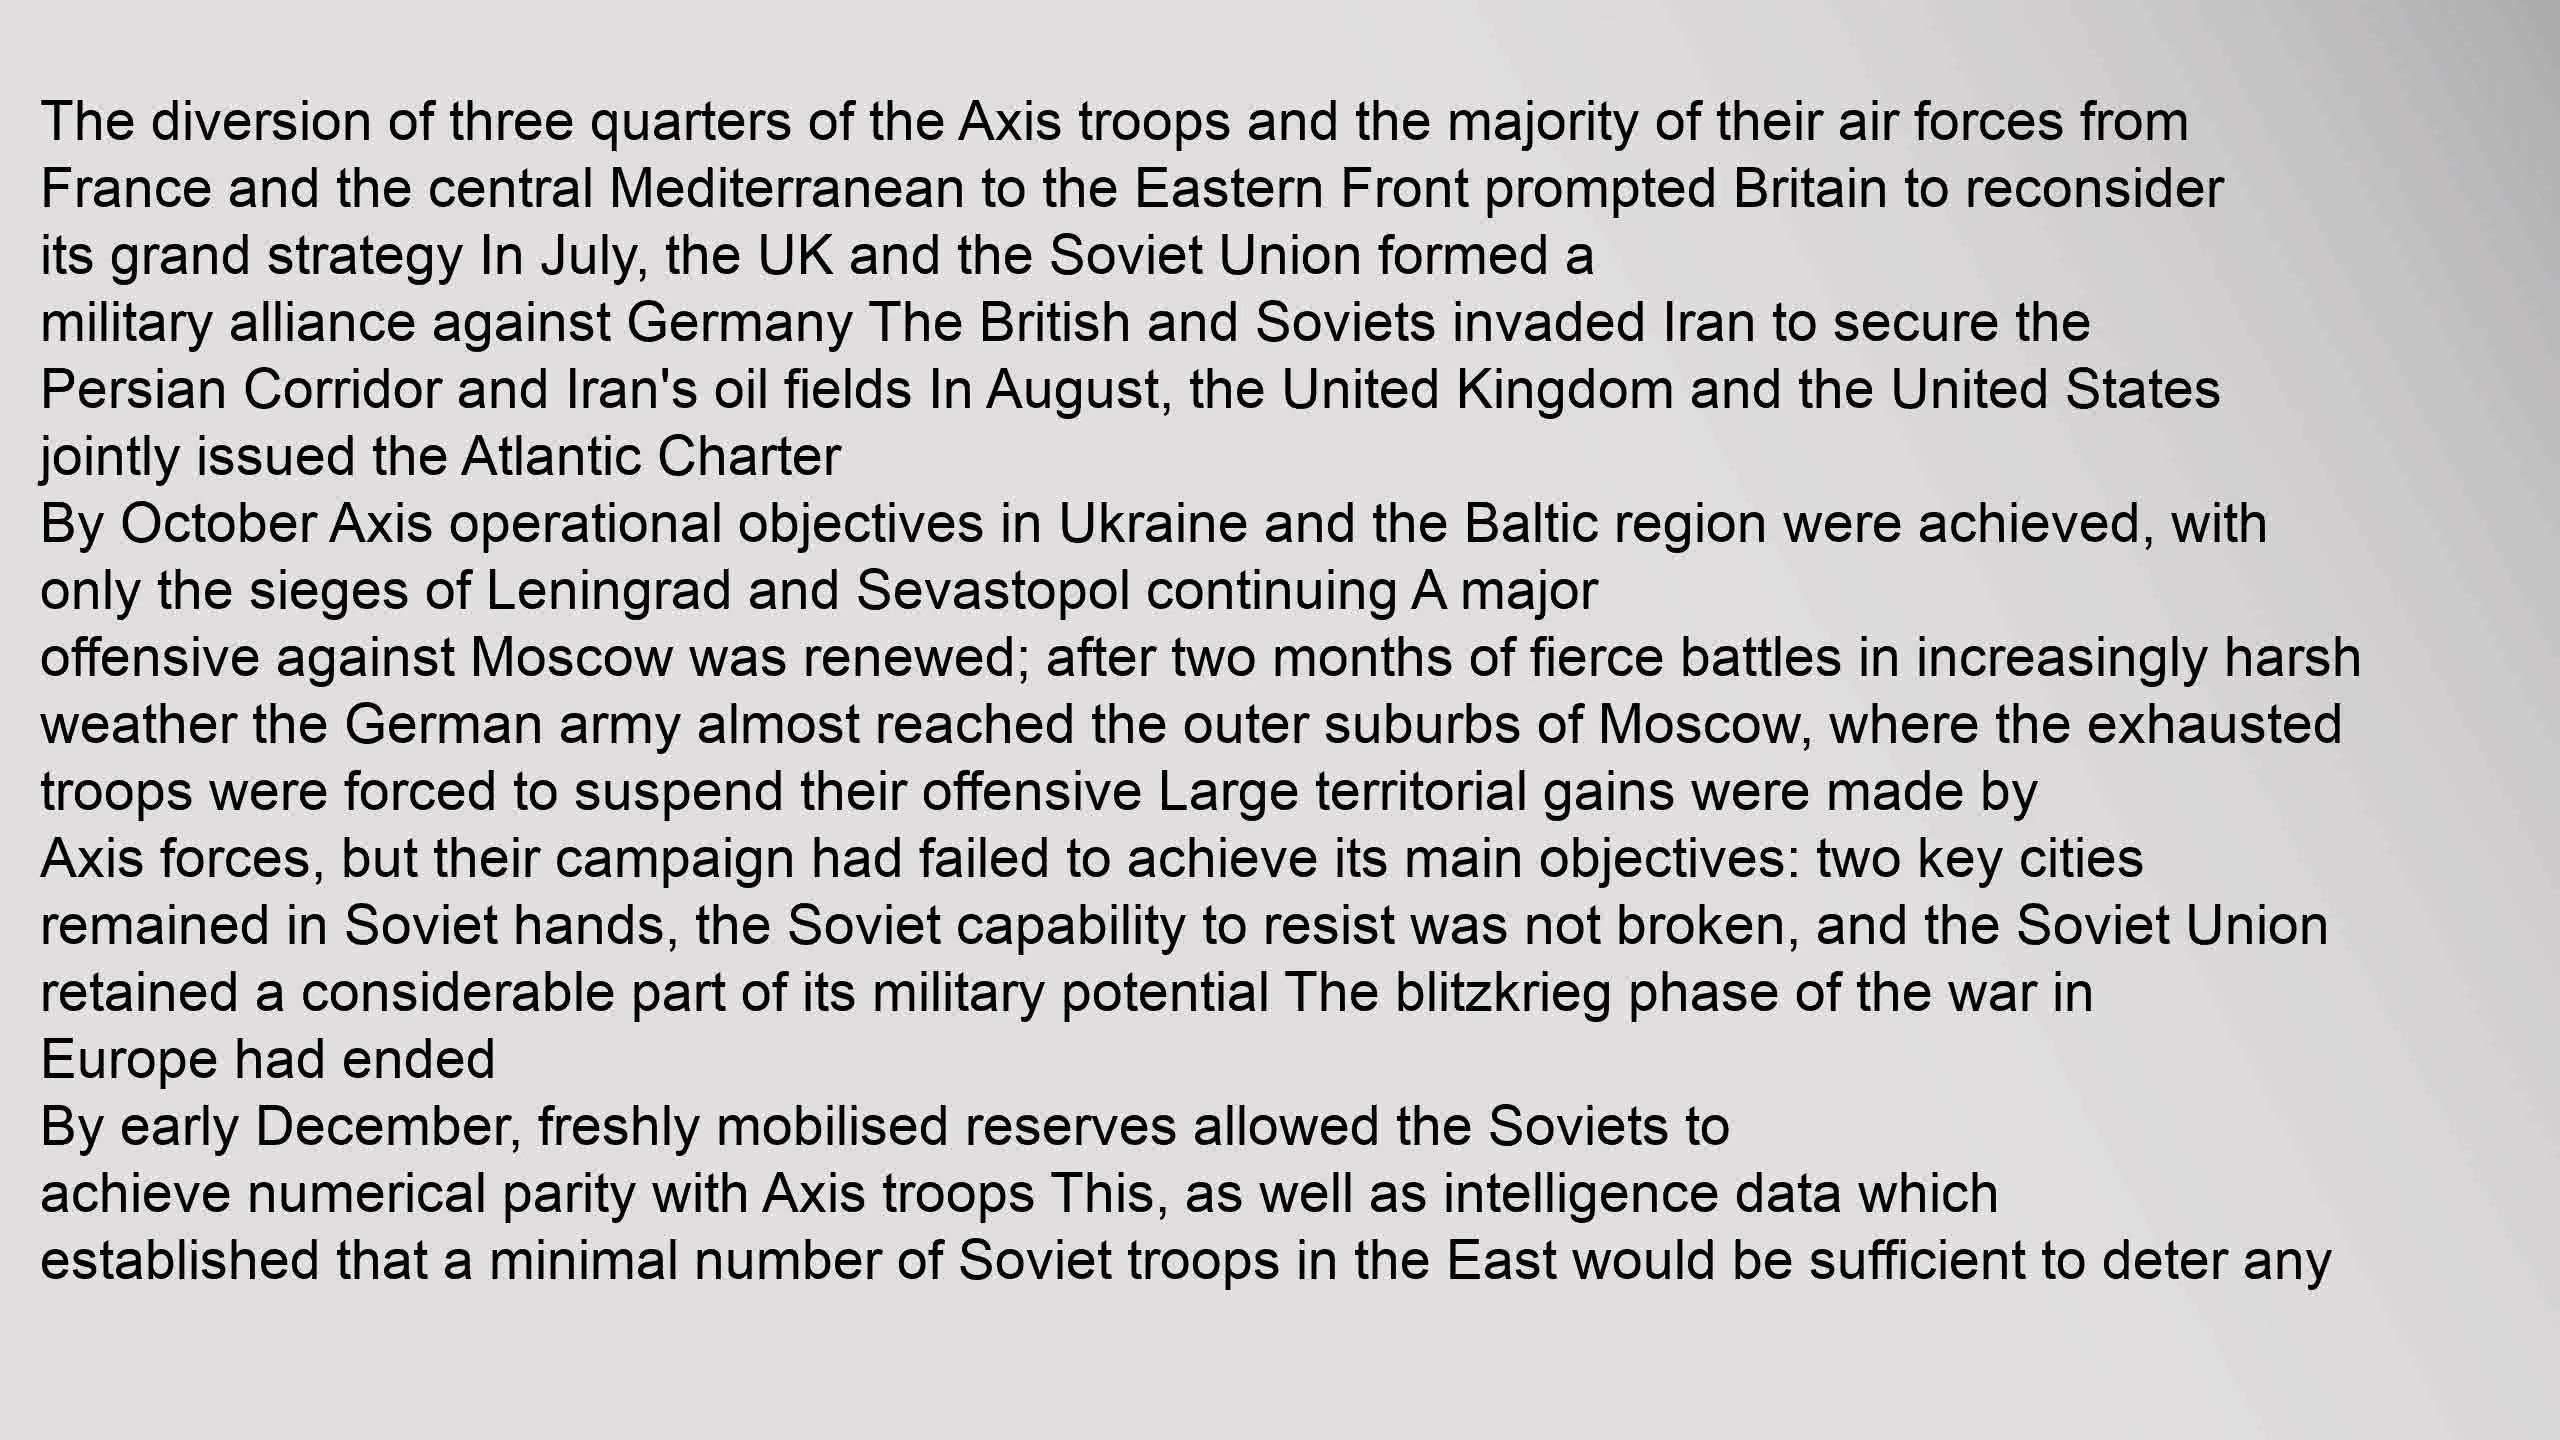 The diversion of three quarters of the Axis troops and the majority of their air forces from
France and the central Mediterranean to the Eastern Front prompted Britain to reconsider
its grand strategy In July, the UK and the Soviet Union formed a
military alliance against Germany The British and Soviets invaded Iran to secure the
Persian Corridor and Iran's oil fields In August, the United Kingdom and the United States
jointly issued the Atlantic Charter
By October Axis operational objectives in Ukraine and the Baltic region were achieved, with
only the sieges of Leningrad and Sevastopol continuing A major
offensive against Moscow was renewed; after two months of fierce battles in increasingly harsh
weather the German army almost reached the outer suburbs of Moscow, where the exhausted
troops were forced to suspend their offensive Large territorial gains were made by
Axis forces, but their campaign had failed to achieve its main objectives: two key cities
remained in Soviet hands, the Soviet capability to resist was not broken, and the Soviet Union
retained a considerable part of its military potential The blitzkrieg phase of the war in
Europe had ended
By early December, freshly mobilised reserves allowed the Soviets to
achieve numerical parity with Axis troops This, as well as intelligence data which
established that a minimal number of Soviet troops in the East would be sufficient to deter any